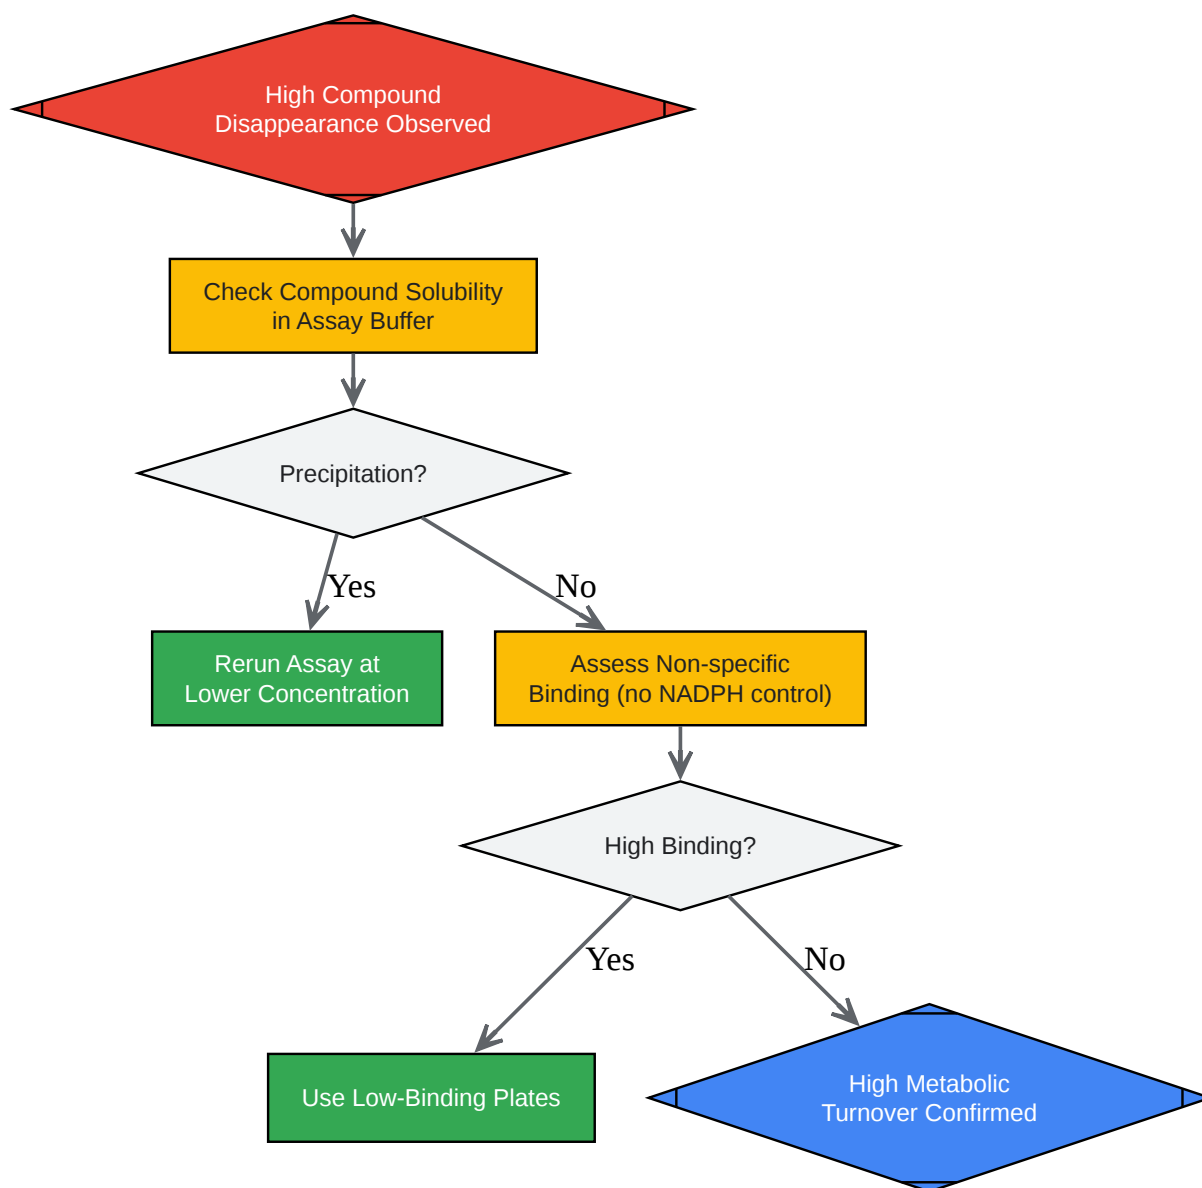 High Compound
Disappearance Observed
Check Compound Solubility
in Assay Buffer
Precipitation?
Yes
No
Rerun Assay at
Lower Concentration
Assess Non-specific
Binding (no NADPH control)
High Binding?
Yes
No
Use Low-Binding Plates
High Metabolic
Turnover Confirmed